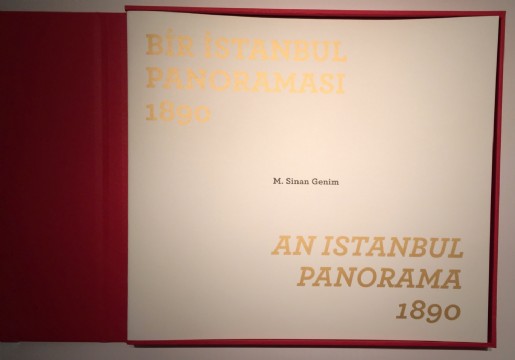 BİR İSTANBUL
PANORAMASI
1890
M. Sinan Genim
AN ISTANBUL
PANORAMA
1890